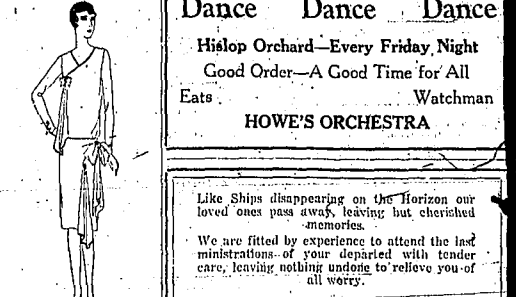 Dance Dance Dance
Hislop Orchard—Every Friday Night
Good Order—A Good Time for All
Eats Watchman
HOWE'S ORCHESTRA
Like Ships disappearing on the Horizon our
loved ones pass away, leaving but cherished
memories.
We are fitted by experience to attend the last
ministrations of your departed with tender
care, leaving nothing undone to relieve you of
all worry.